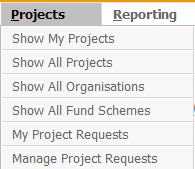 Projects Reporting
Show My Projects
Show All Projects
Show All Organisations
Show All Fund Schemes
My Project Requests
Manage Project Requests